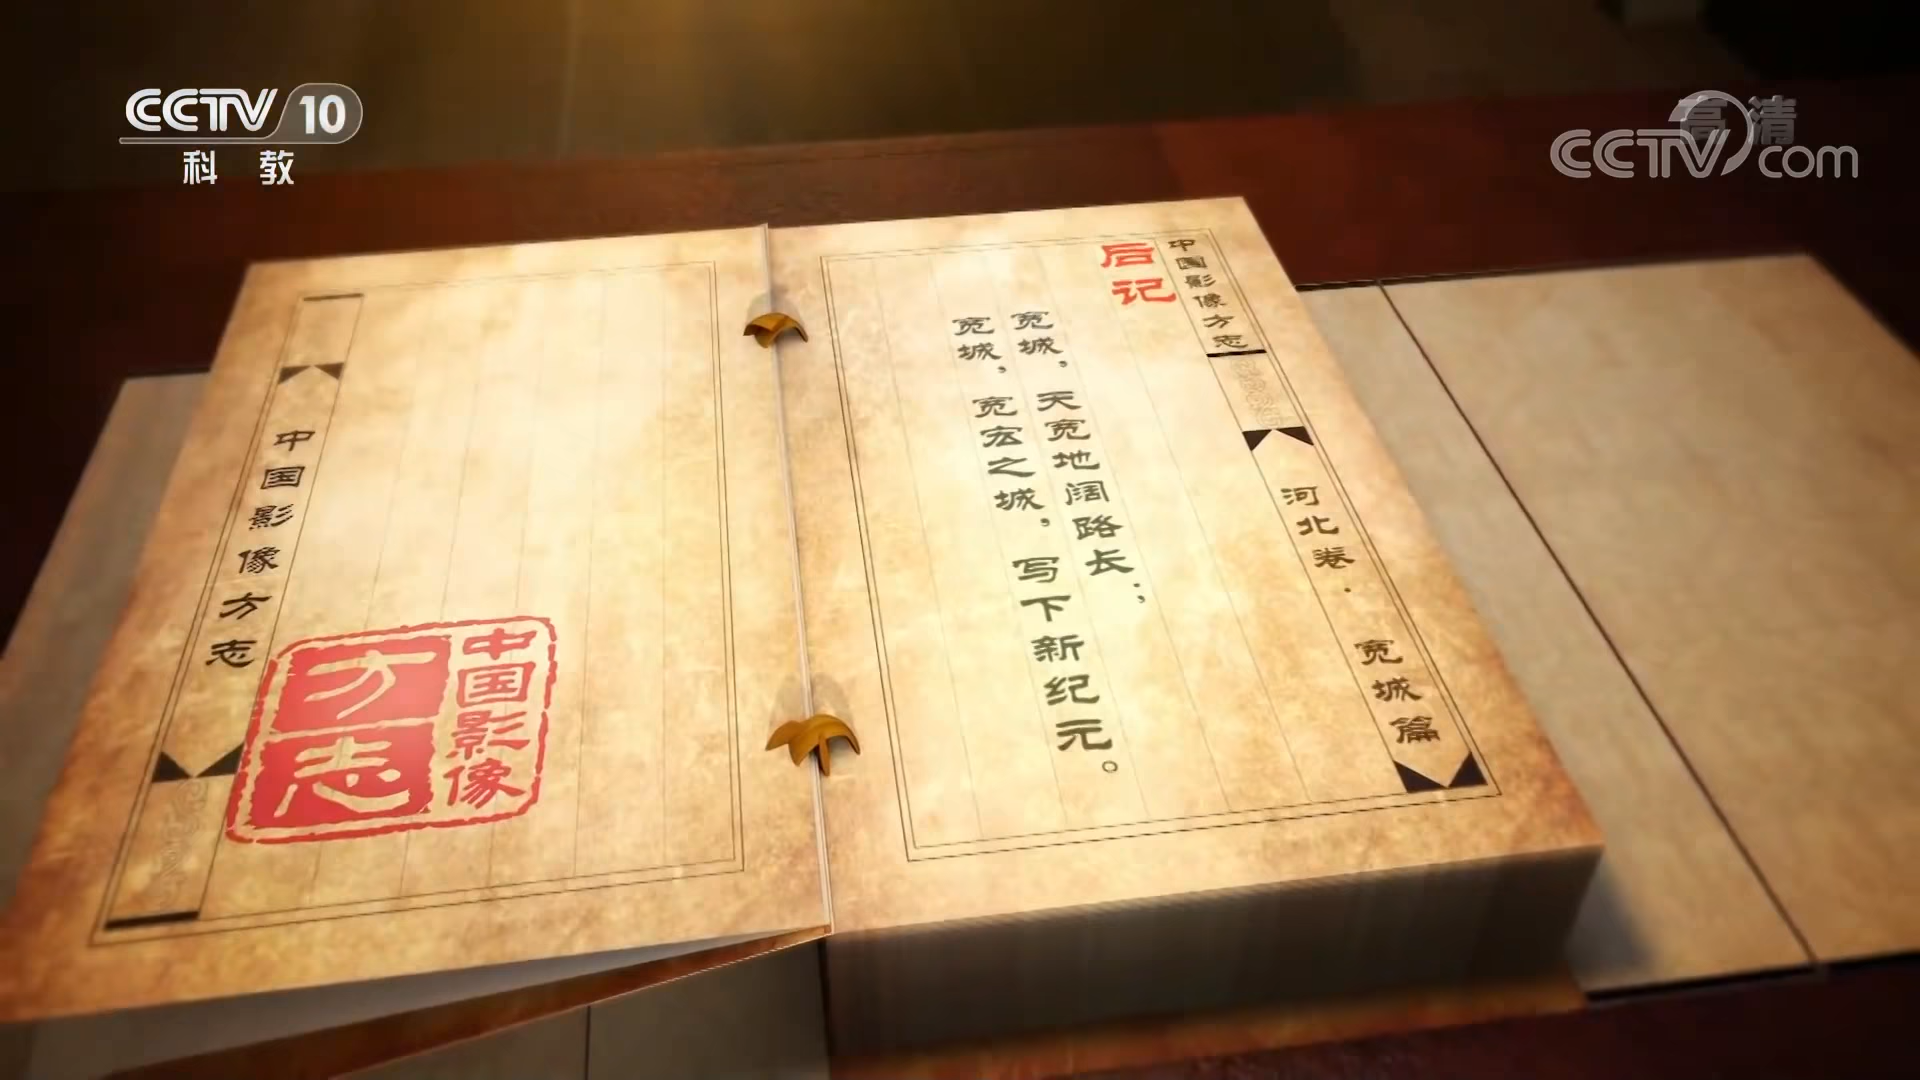 CCTV 10
科教
高清
CCTV.com
中国影像方志
河北卷·宽城篇
后记
宽城，天宽地阔路长；
宽城，宽宏之城，写下新纪元。
中国影像方志
中国影像
方志